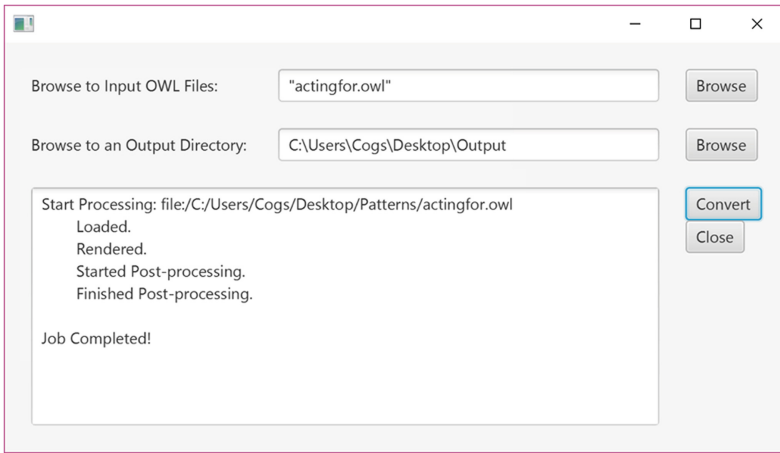 Browse to Input OWL Files: "actingfor.owl" Browse
Browse to an Output Directory: C:\Users\Cogs\Desktop\Output Browse
Start Processing: file:/C:/Users/Cogs/Desktop/Patterns/actingfor.owl
Loaded.
Rendered.
Started Post-processing.
Finished Post-processing.
Job Completed!
Convert
Close